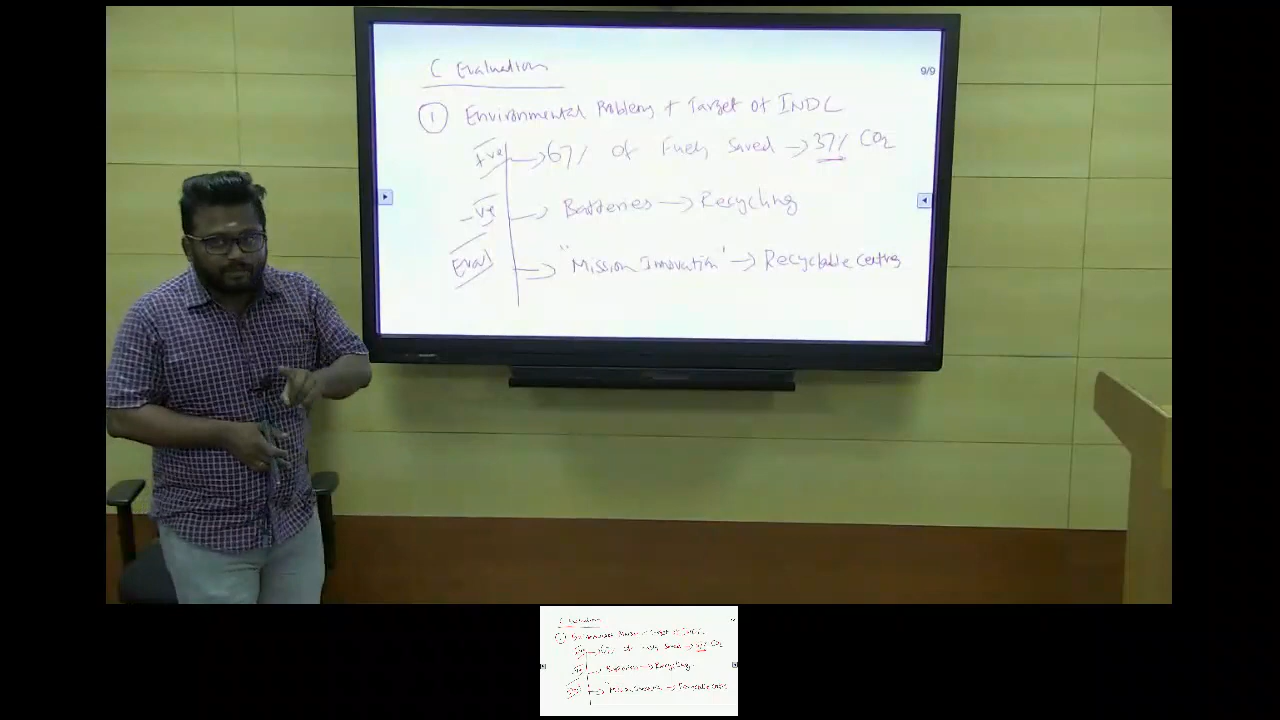 C Evaluation
9/9
1 Environmental Problems + Target of INDC
+ve → 67% of Fuels Saved → 37% CO2
-ve → Batteries → Recycling
Eval → "Mission Innovation" → Recyclable Centres